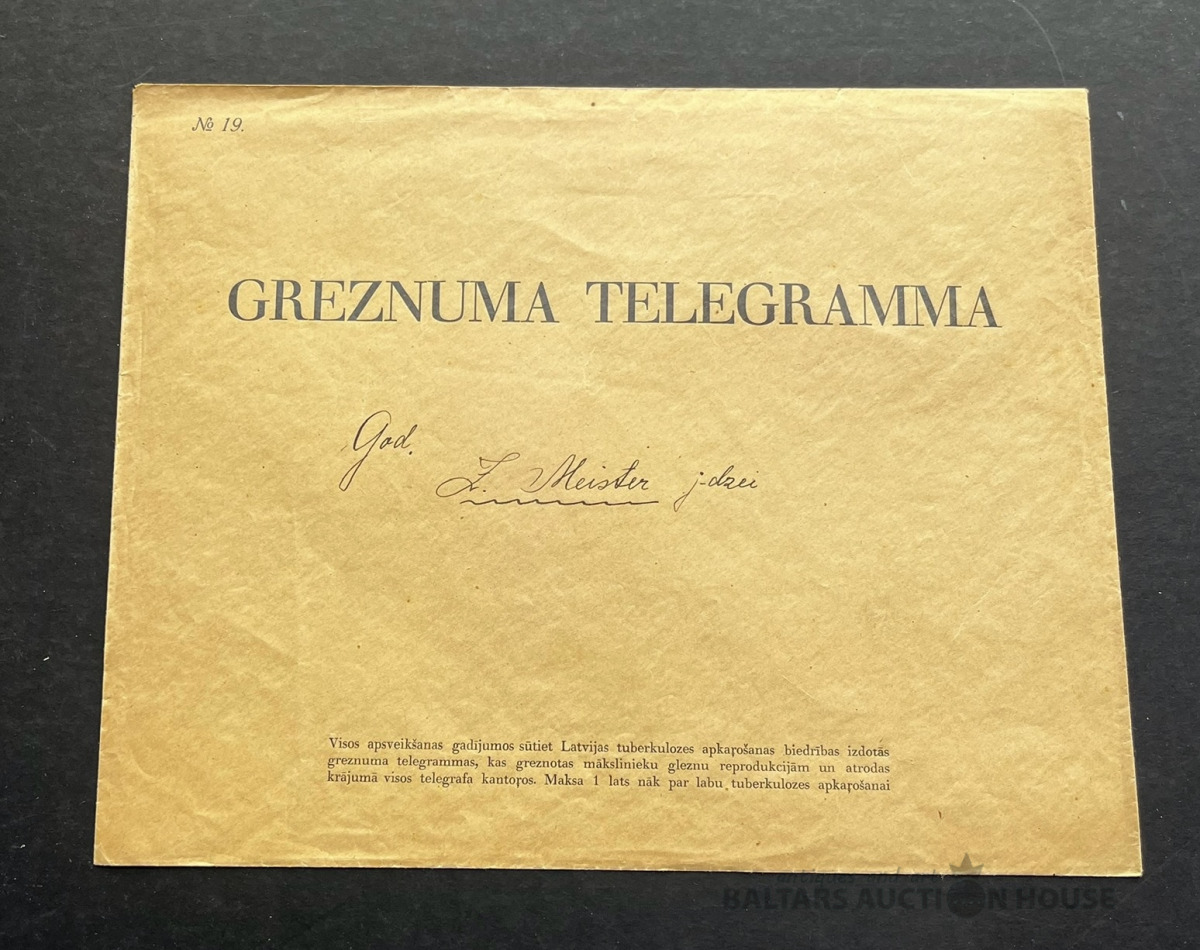 № 19.
GREZNUMA TELEGRAMMA
God.
Z. Meister j-dzei
Visos apsveikšanas gadījumos sūtiet Latvijas tuberkulozes apkaŗošanas biedrības izdotās
greznuma telegrammas, kas greznotas mākslinieku gleznu reprodukcijām un atrodas
krājumā visos telegrafa kantoŗos. Maksa 1 lats nāk par labu tuberkulozes apkaŗošanai
BALTARS AUCTION HOUSE